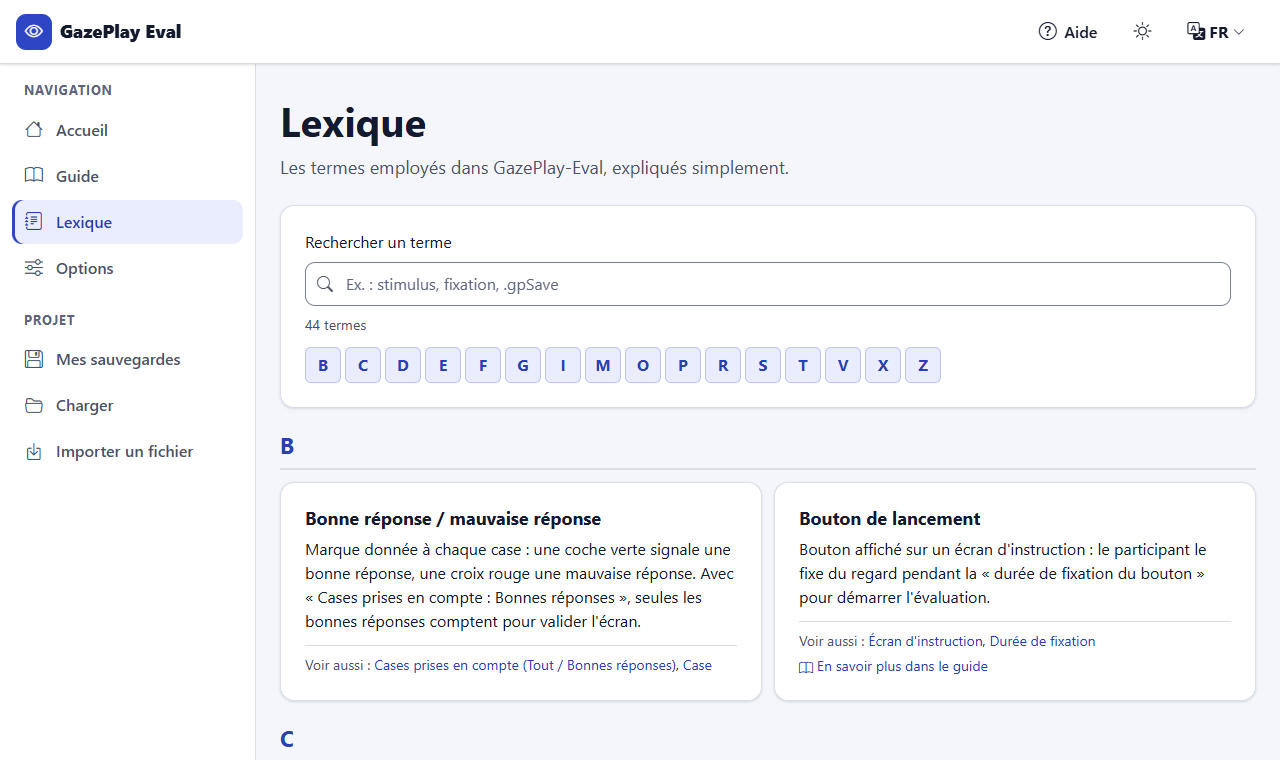 GazePlay Eval
Aide
FR
NAVIGATION
Accueil
Guide
Lexique
Options
PROJET
Mes sauvegardes
Charger
Importer un fichier
Lexique
Les termes employés dans GazePlay-Eval, expliqués simplement.
Rechercher un terme
Ex. : stimulus, fixation, .gpSave
44 termes
B C D E F G I M O P R S T V X Z
B
Bonne réponse / mauvaise réponse
Marque donnée à chaque case : une coche verte signale une
bonne réponse, une croix rouge une mauvaise réponse. Avec
« Cases prises en compte : Bonnes réponses », seules les
bonnes réponses comptent pour valider l'écran.
Voir aussi : Cases prises en compte (Tout / Bonnes réponses), Case
Bouton de lancement
Bouton affiché sur un écran d'instruction : le participant le
fixe du regard pendant la « durée de fixation du bouton »
pour démarrer l'évaluation.
Voir aussi : Écran d'instruction, Durée de fixation
En savoir plus dans le guide
C